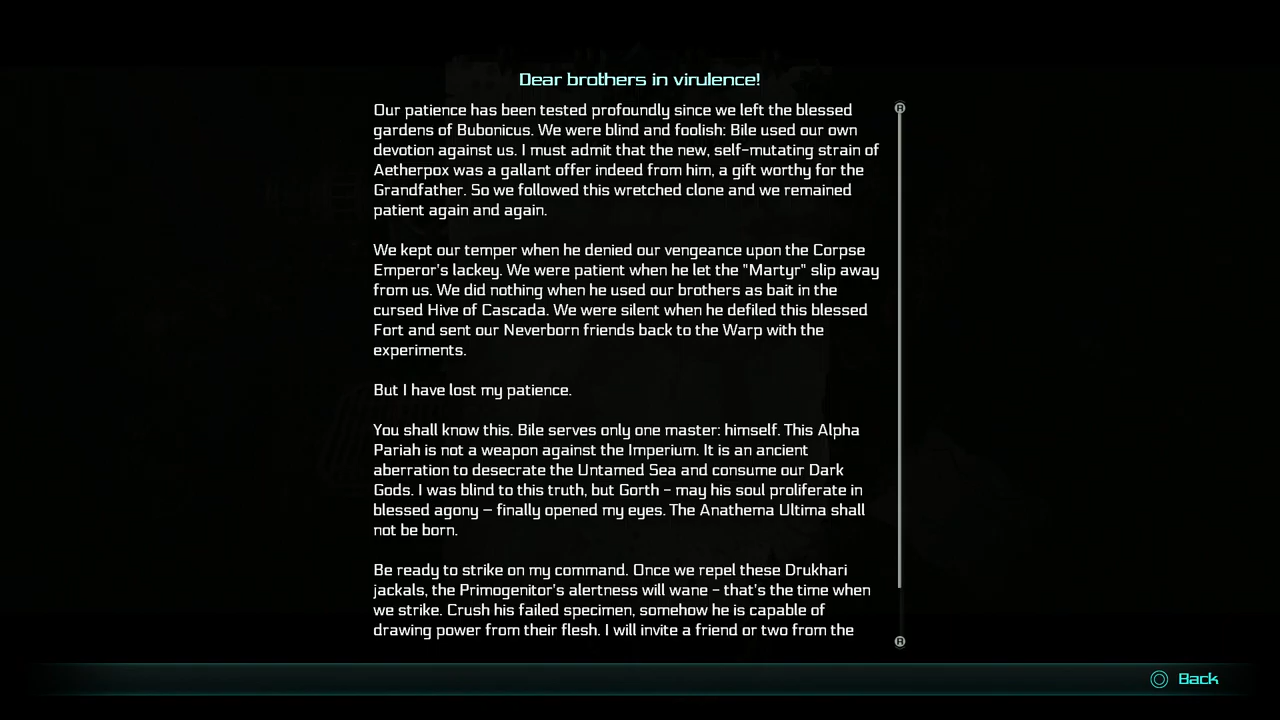 Dear brothers in virulence!
Our patience has been tested profoundly since we left the blessed
gardens of Bubonicus. We were blind and foolish: Bile used our own
devotion against us. I must admit that the new, self-mutating strain of
Aetherpox was a gallant offer indeed from him, a gift worthy for the
Grandfather. So we followed this wretched clone and we remained
patient again and again.
We kept our temper when he denied our vengeance upon the Corpse
Emperor's lackey. We were patient when he let the "Martyr" slip away
from us. We did nothing when he used our brothers as bait in the
cursed Hive of Cascada. We were silent when he defiled this blessed
Fort and sent our Neverborn friends back to the Warp with the
experiments.
But I have lost my patience.
You shall know this. Bile serves only one master: himself. This Alpha
Pariah is not a weapon against the Imperium. It is an ancient
aberration to desecrate the Untamed Sea and consume our Dark
Gods. I was blind to this truth, but Gorth – may his soul proliferate in
blessed agony – finally opened my eyes. The Anathema Ultima shall
not be born.
Be ready to strike on my command. Once we repel these Drukhari
jackals, the Primogenitor's alertness will wane – that's the time when
we strike. Crush his failed specimen, somehow he is capable of
drawing power from their flesh. I will invite a friend or two from the
Back